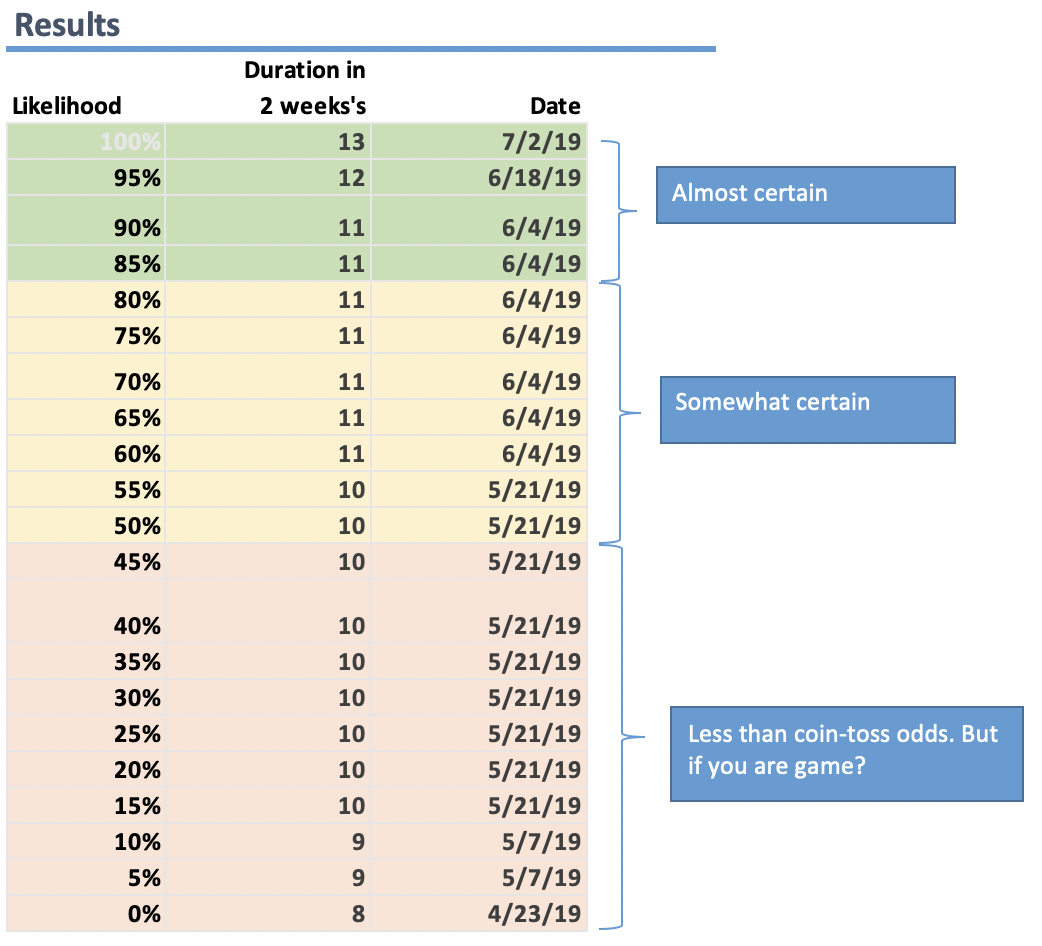 Results
Duration in
Likelihood 2 weeks's Date
100% 13 7/2/19
95% 12 6/18/19
Almost certain
90% 11 6/4/19
85% 11 6/4/19
80% 11 6/4/19
75% 11 6/4/19
70% 11 6/4/19
Somewhat certain
65% 11 6/4/19
60% 11 6/4/19
55% 10 5/21/19
50% 10 5/21/19
45% 10 5/21/19
40% 10 5/21/19
35% 10 5/21/19
30% 10 5/21/19
25% 10 5/21/19
Less than coin-toss odds. But
if you are game?
20% 10 5/21/19
15% 10 5/21/19
10% 9 5/7/19
5% 9 5/7/19
0% 8 4/23/19